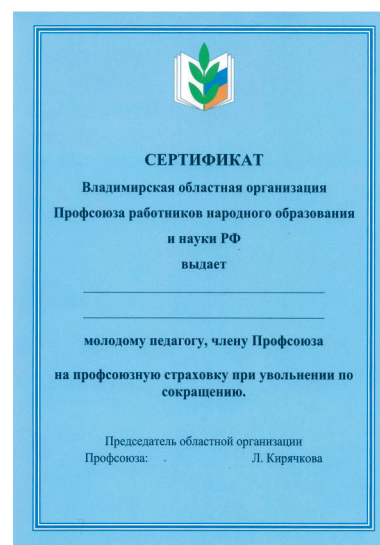 СЕРТИФИКАТ
Владимирская областная организация
Профсоюза работников народного образования
и науки РФ
выдает
молодому педагогу, члену Профсоюза
на профсоюзную страховку при увольнении по
сокращению.
Председатель областной организации
Профсоюза: Л. Кирячкова